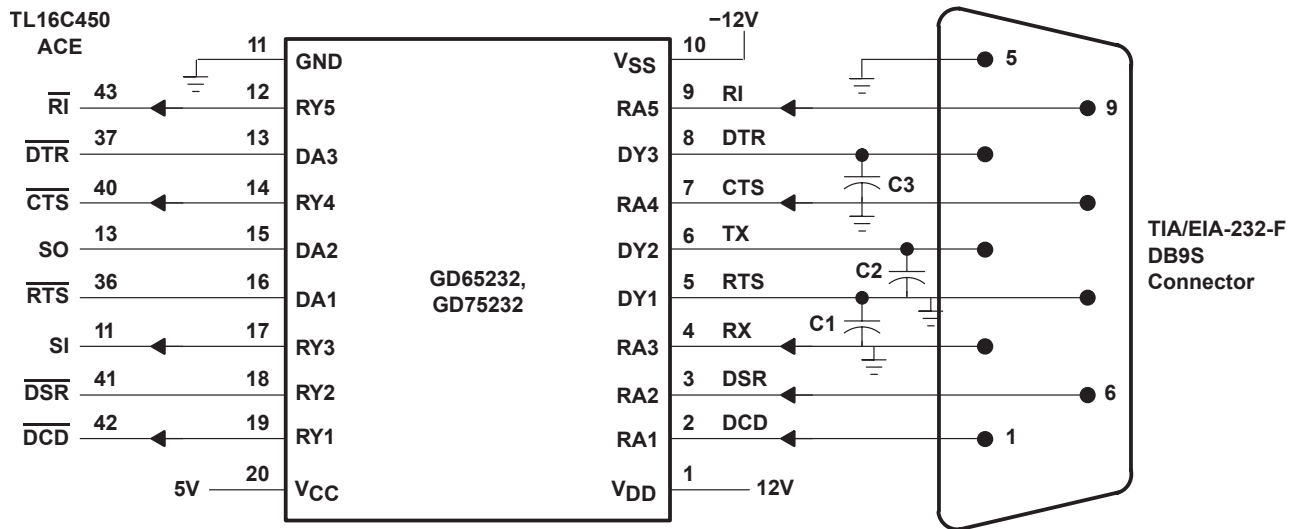 TL16C450
ACE
11 GND VSS 10 −12V 5
RI 43 12 RY5 RA5 9 RI 9
DTR 37 13 DA3 DY3 8 DTR
C3
CTS 40 14 RY4 RA4 7 CTS
SO 13 15 DA2 DY2 6 TX
C2
RTS 36 16 DA1 DY1 5 RTS
C1
SI 11 17 RY3 RA3 4 RX
DSR 41 18 RY2 RA2 3 DSR 6
DCD 42 19 RY1 RA1 2 DCD 1
5V 20 VCC VDD 1 12V
GD65232,
GD75232
TIA/EIA-232-F
DB9S
Connector